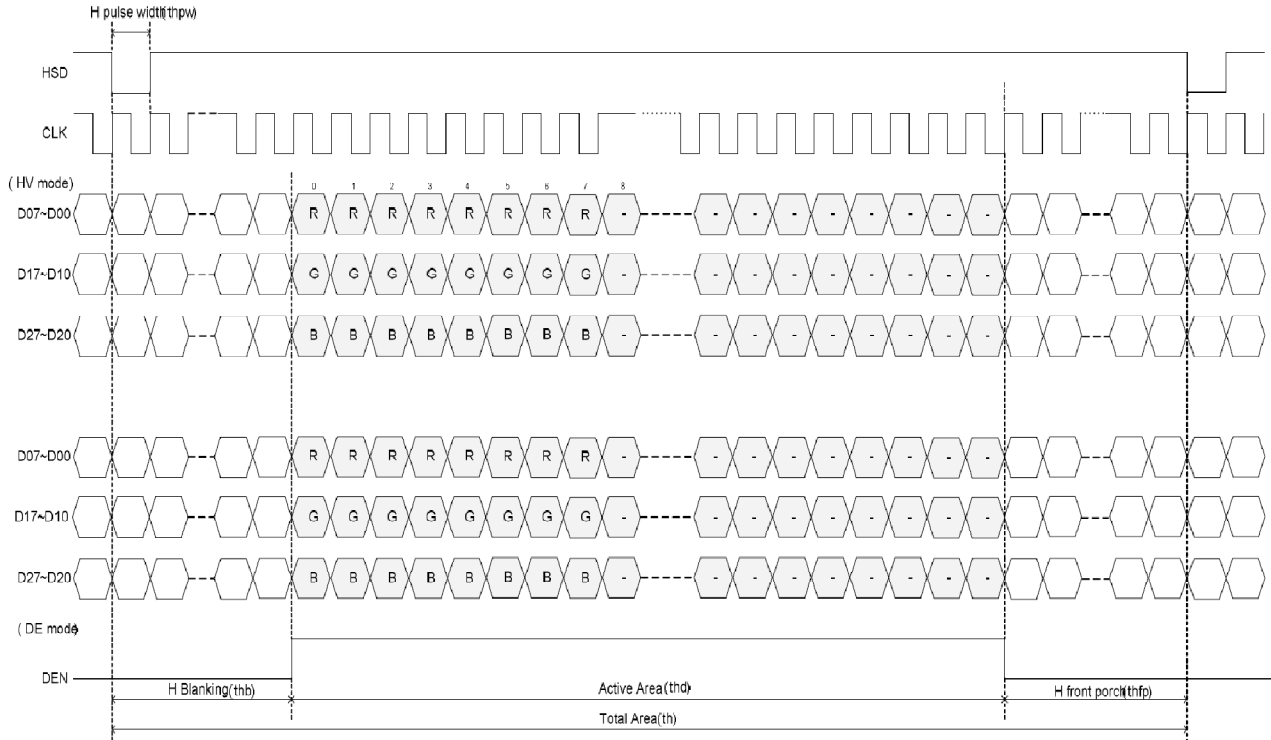 H pulse width(thpw)
HSD
CLK
( HV mode)
0 1 2 3 4 5 6 7 8
D07~D00 R R R R R R R R - - - - - - - - -
D17~D10 G G G G G G G G - - - - - - - - -
D27~D20 B B B B B B B B - - - - - - - - -
D07~D00 R R R R R R R R - - - - - - - - -
D17~D10 G G G G G G G G - - - - - - - - -
D27~D20 B B B B B B B B - - - - - - - - -
( DE mode)
DEN
H Blanking(thb) Active Area(thd) H front porch(thfp)
Total Area(th)